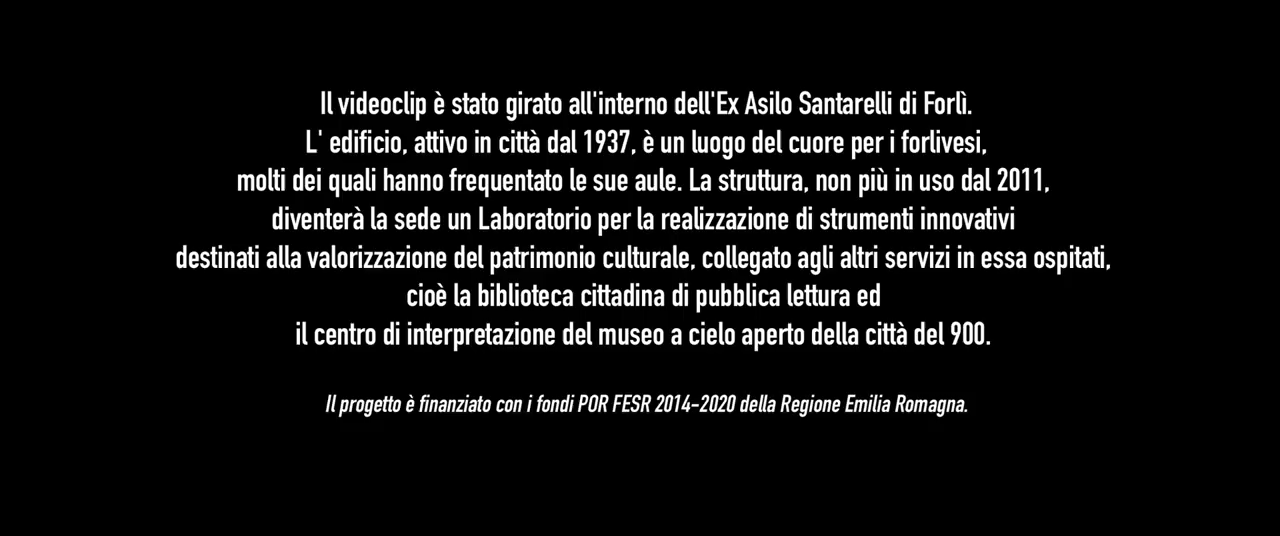 Il videoclip è stato girato all'interno dell'Ex Asilo Santarelli di Forlì.
L' edificio, attivo in città dal 1937, è un luogo del cuore per i forlivesi,
molti dei quali hanno frequentato le sue aule. La struttura, non più in uso dal 2011,
diventerà la sede un Laboratorio per la realizzazione di strumenti innovativi
destinati alla valorizzazione del patrimonio culturale, collegato agli altri servizi in essa ospitati,
cioè la biblioteca cittadina di pubblica lettura ed
il centro di interpretazione del museo a cielo aperto della città del 900.
Il progetto è finanziato con i fondi POR FESR 2014-2020 della Regione Emilia Romagna.